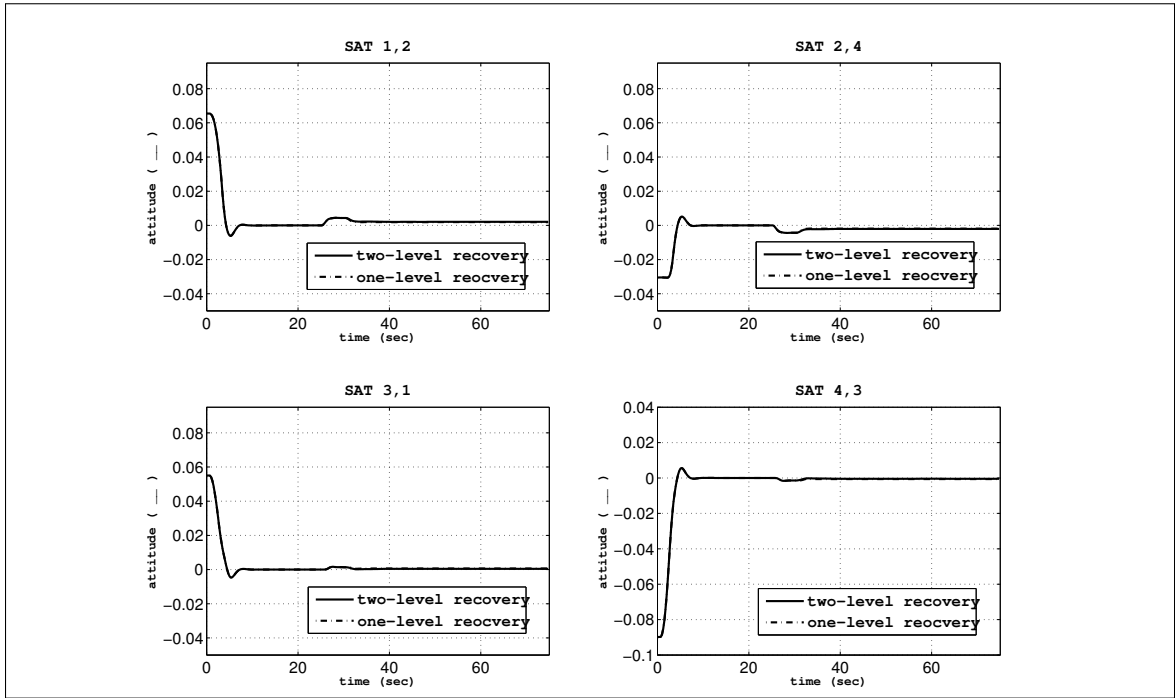 SAT 1,2
SAT 2,4
attitude ( __ )
0.08
0.06
0.04
0.02
0
−0.02
−0.04
two-level recovery
one-level reocvery
0
20
40
60
time (sec)
attitude ( __ )
0.08
0.06
0.04
0.02
0
−0.02
−0.04
two-level recovery
one-level reocvery
0
20
40
60
time (sec)
SAT 3,1
SAT 4,3
attitude ( __ )
0.08
0.06
0.04
0.02
0
−0.02
−0.04
two-level recovery
one-level reocvery
0
20
40
60
time (sec)
attitude ( __ )
0.04
0.02
0
−0.02
−0.04
−0.06
−0.08
−0.1
two-level recovery
one-level reocvery
0
20
40
60
time (sec)